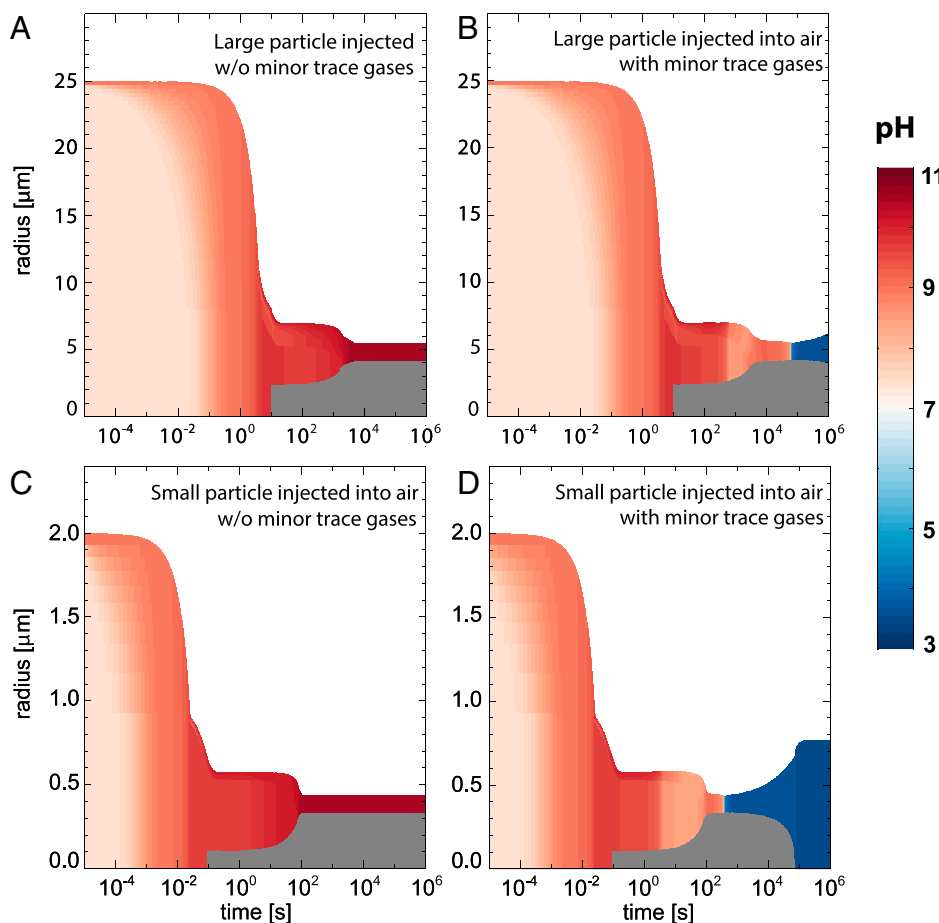 A
Large particle injected
w/o minor trace gases
25
20
15
10
5
0
radius [μm]
10⁻⁴ 10⁻² 10⁰ 10² 10⁴ 10⁶
B
Large particle injected into air
with minor trace gases
25
20
15
10
5
0
10⁻⁴ 10⁻² 10⁰ 10² 10⁴ 10⁶
C
Small particle injected into air
w/o minor trace gases
2.0
1.5
1.0
0.5
0.0
radius [μm]
10⁻⁴ 10⁻² 10⁰ 10² 10⁴ 10⁶
time [s]
D
Small particle injected into air
with minor trace gases
2.0
1.5
1.0
0.5
0.0
10⁻⁴ 10⁻² 10⁰ 10² 10⁴ 10⁶
time [s]
pH
11
9
7
5
3